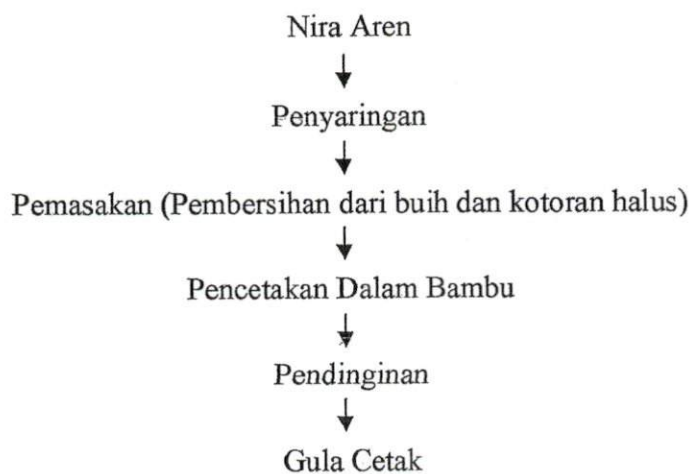 Nira Aren
Penyaringan
Pemasakan (Pembersihan dari buih dan kotoran halus)
Pencetakan Dalam Bambu
Pendinginan
Gula Cetak